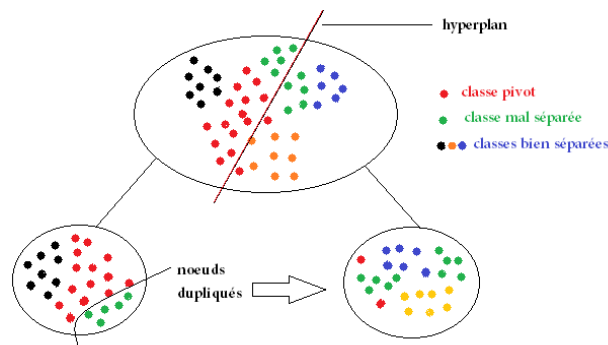 hyperplan
classe pivot
classe mal séparée
classes bien séparées
noeuds
dupliqués